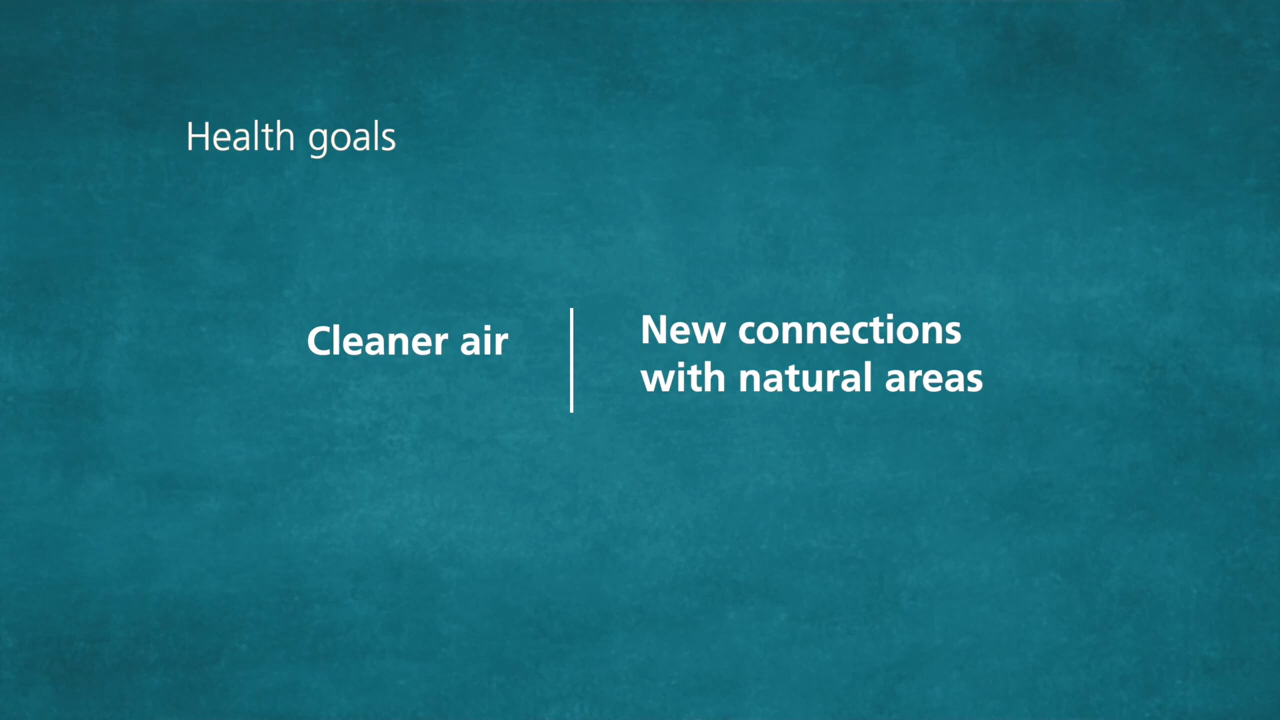 Health goals
Cleaner air
New connections
with natural areas